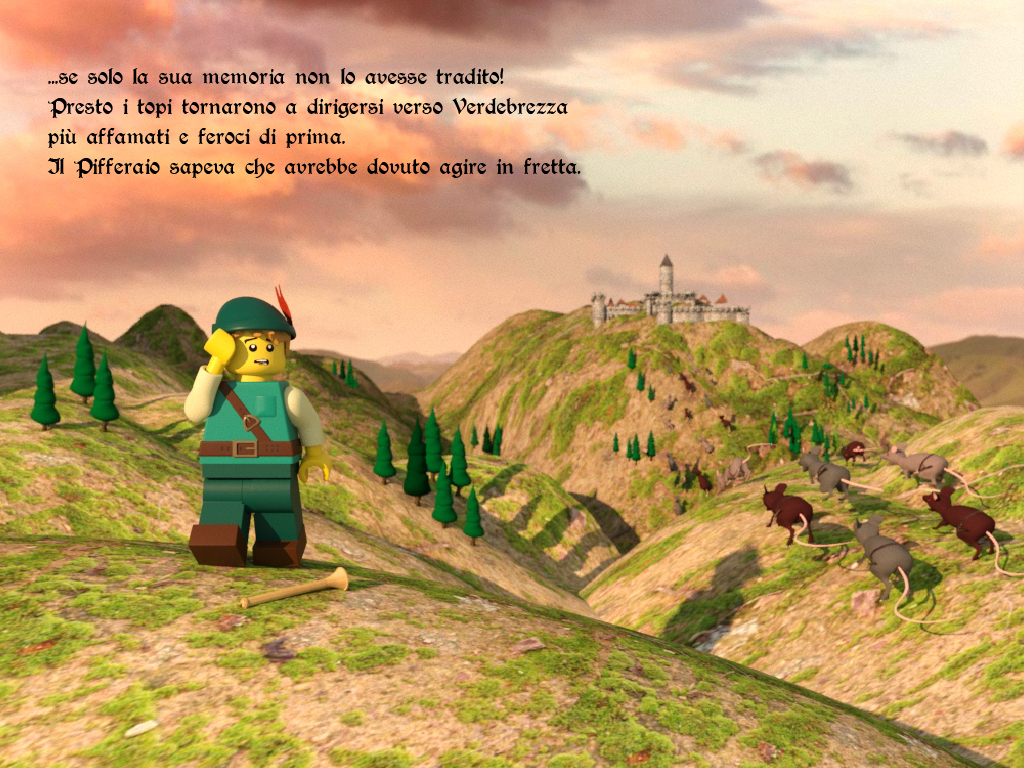 ...se solo la sua memoria non lo avesse tradito!
Presto i topi tornarono a dirigersi verso Verdebrezza
più affamati e feroci di prima.
Il Pifferaio sapeva che avrebbe dovuto agire in fretta.